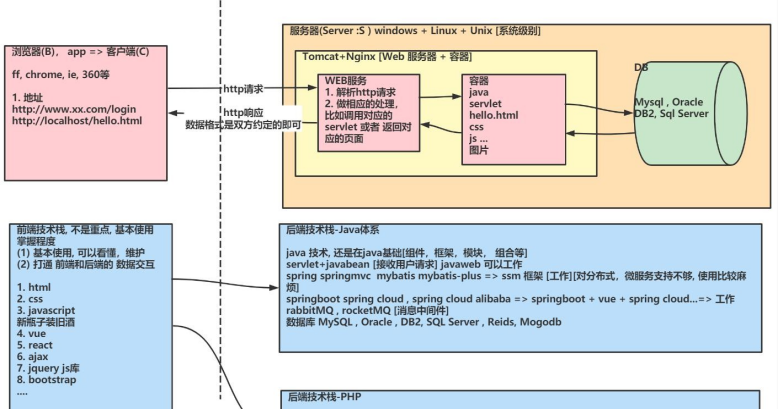 浏览器(B)， app => 客户端(C)
ff, chrome, ie, 360等
1. 地址
http://www.xx.com/login
http://localhost/hello.html
http请求
http响应
数据格式是双方约定的即可
服务器(Server :S ) windows + Linux + Unix [系统级别]
Tomcat+Nginx [Web 服务器 + 容器]
WEB服务
1. 解析http请求
2. 做相应的处理，
比如调用对应的
servlet 或者 返回对
应的页面
容器
java
servlet
hello.html
css
js ...
图片
DB
Mysql , Oracle
DB2, Sql Server
前端技术栈, 不是重点, 基本使用
掌握程度
(1) 基本使用, 可以看懂，维护
(2) 打通 前端和后端的 数据交互
1. html
2. css
3. javascript
新瓶子装旧酒
4. vue
5. react
6. ajax
7. jquery js库
8. bootstrap
....
后端技术栈-Java体系
java 技术, 还是在java基础[组件，框架，模块， 组合等]
servlet+javabean [接收用户请求] javaweb 可以工作
spring springmvc mybatis mybatis-plus => ssm 框架 [工作][对分布式，微服务支持不够, 使用比较麻
烦]
springboot spring cloud , spring cloud alibaba => springboot + vue + spring cloud...=> 工作
rabbitMQ , rocketMQ [消息中间件]
数据库 MySQL , Oracle , DB2, SQL Server , Reids, Mogodb
后端技术栈-PHP